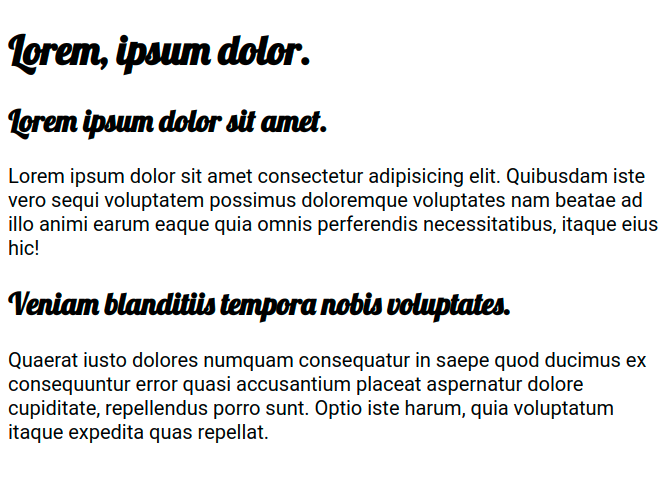 Lorem, ipsum dolor.
Lorem ipsum dolor sit amet.
Lorem ipsum dolor sit amet consectetur adipisicing elit. Quibusdam iste
vero sequi voluptatem possimus doloremque voluptates nam beatae ad
illo animi earum eaque quia omnis perferendis necessitatibus, itaque eius
hic!
Veniam blanditiis tempora nobis voluptates.
Quaerat iusto dolores numquam consequatur in saepe quod ducimus ex
consequuntur error quasi accusantium placeat aspernatur dolore
cupiditate, repellendus porro sunt. Optio iste harum, quia voluptatum
itaque expedita quas repellat.